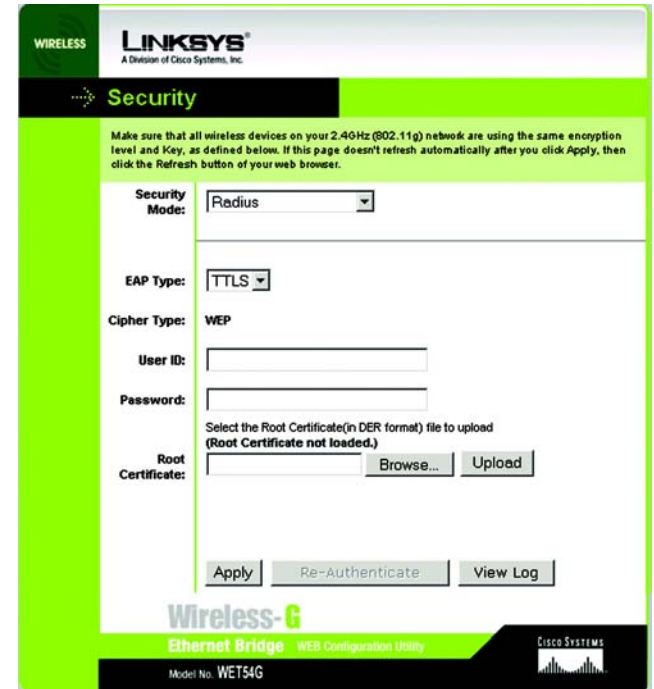 WIRELESS
LINKSYS®
A Division of Cisco Systems, Inc.
Security
Make sure that all wireless devices on your 2.4GHz (802.11g) network are using the same encryption
level and Key, as defined below. If this page doesn't refresh automatically after you click Apply, then
click the Refresh button of your web browser.
Security
Mode:
Radius
EAP Type:
TTLS
Cipher Type:
WEP
User ID:
Password:
Select the Root Certificate(in DER format) file to upload
(Root Certificate not loaded.)
Root
Certificate:
Browse...
Upload
Apply
Re-Authenticate
View Log
Wireless-G
Ethernet Bridge WEB Configuration Utility
CISCO SYSTEMS
Model No. WET54G